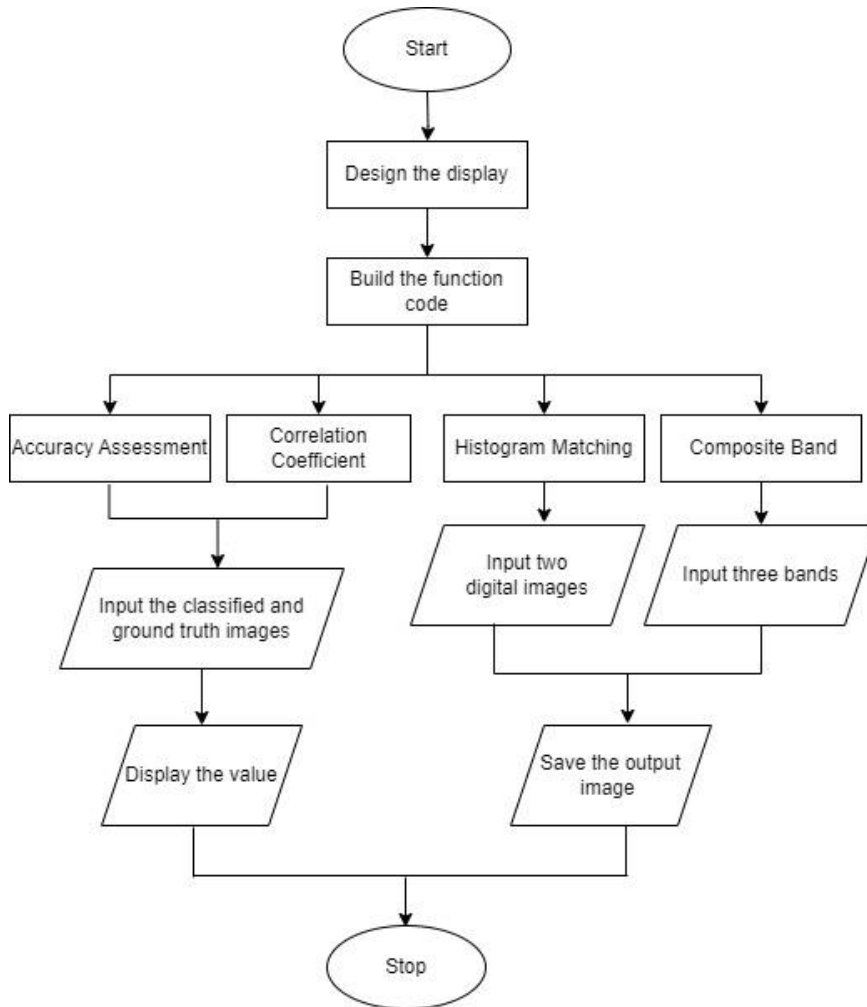 Start
Design the display
Build the function
code
Accuracy Assessment
Correlation
Coefficient
Histogram Matching
Composite Band
Input the classified and
ground truth images
Input two
digital images
Input three bands
Display the value
Save the output
image
Stop